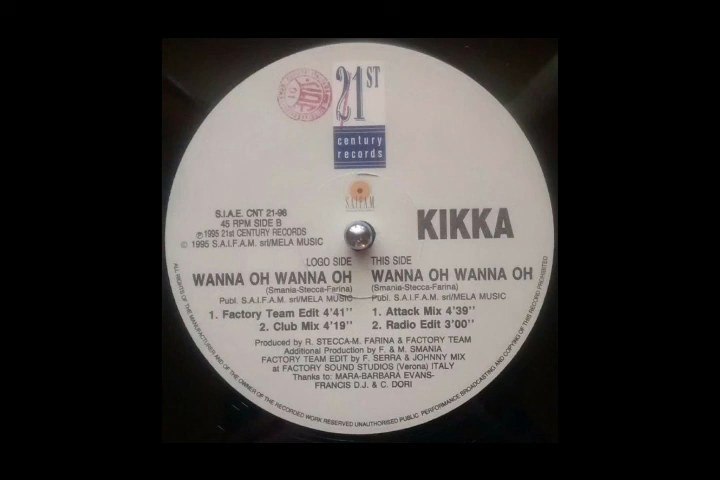 21ST
century
records
S.A.I.F.A.M.
KIKKA
S.I.A.E. CNT 21-98
45 RPM SIDE B
℗ 1995 21st CENTURY RECORDS
© 1995 S.A.I.F.A.M. srl/MELA MUSIC
LOGO SIDE
WANNA OH WANNA OH
(Smania-Stecca-Farina)
Publ. S.A.I.F.A.M. srl/MELA MUSIC
1. Factory Team Edit 4'41"
2. Club Mix 4'19"
THIS SIDE
WANNA OH WANNA OH
(Smania-Stecca-Farina)
Publ. S.A.I.F.A.M. srl/MELA MUSIC
1. Attack Mix 4'39"
2. Radio Edit 3'00"
Produced by R. STECCA-M. FARINA & FACTORY TEAM
Additional Production by F. & M. SMANIA
FACTORY TEAM EDIT by F. SERRA & JOHNNY MIX
at FACTORY SOUND STUDIOS (Verona) ITALY
Thanks to: MARA-BARBARA EVANS-
FRANCIS D.J. & C. DORI
ALL RIGHTS OF THE MANUFACTURER AND OF THE OWNER OF THE RECORDED WORK RESERVED UNAUTHORISED PUBLIC PERFORMANCE BROADCASTING AND COPYING OF THIS RECORD PROHIBITED